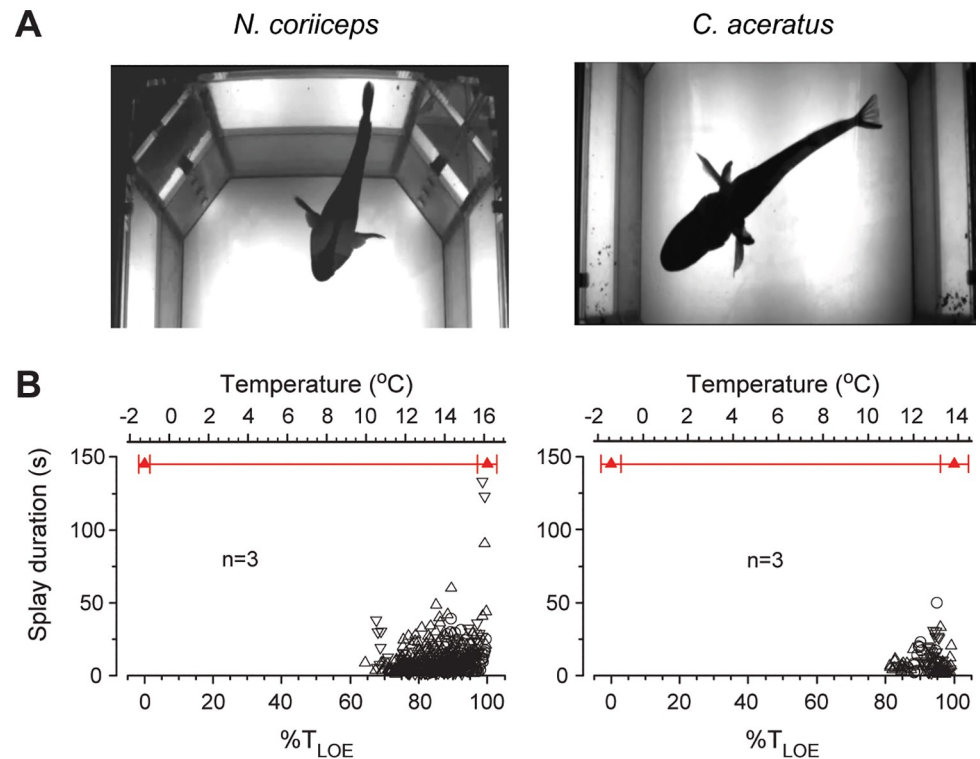 A
N. coriiceps
C. aceratus
B
Temperature (°C)
-2 0 2 4 6 8 10 12 14 16
Temperature (°C)
-2 0 2 4 6 8 10 12 14
Splay duration (s)
150
100
50
0
n=3
0 20 40 60 80 100
%TLOE
150
100
50
0
n=3
0 20 40 60 80 100
%TLOE